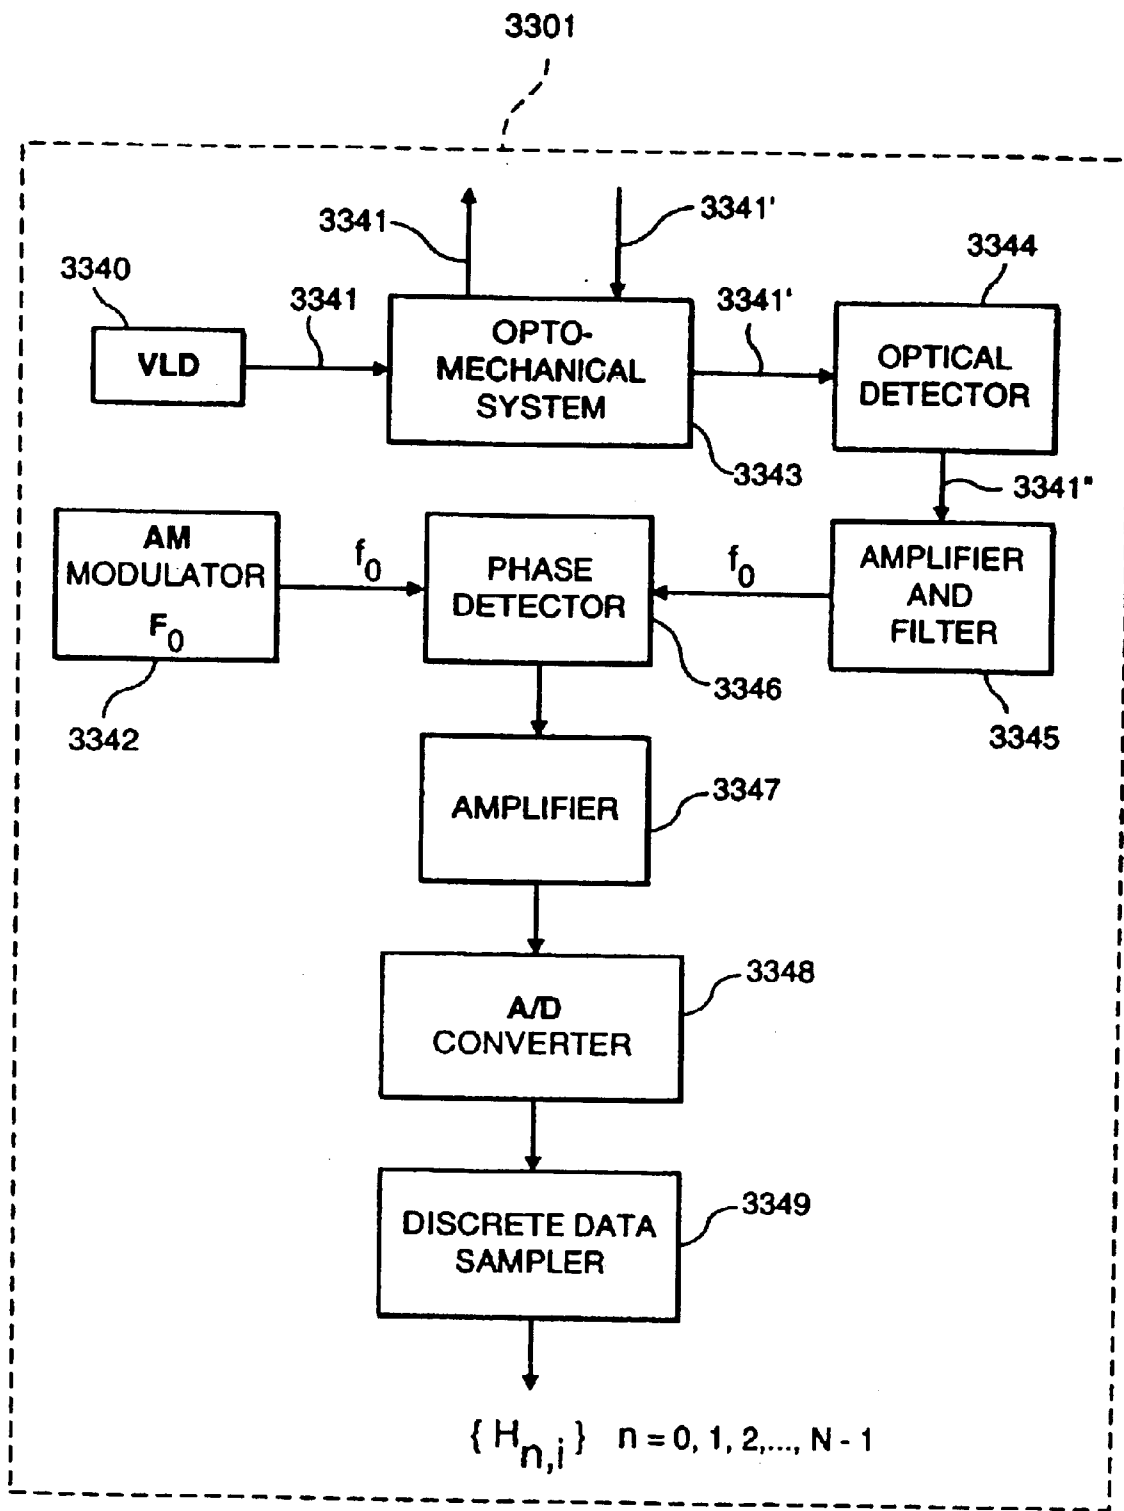 3301
3341
3341'
3344
3340
3341
3341'
VLD
OPTO-
MECHANICAL
SYSTEM
OPTICAL
DETECTOR
3343
3341"
AM
MODULATOR
F0
f0
PHASE
DETECTOR
f0
AMPLIFIER
AND
FILTER
3342
3346
3345
AMPLIFIER
3347
A/D
CONVERTER
3348
DISCRETE DATA
SAMPLER
3349
{ Hn,i } n = 0, 1, 2,..., N - 1